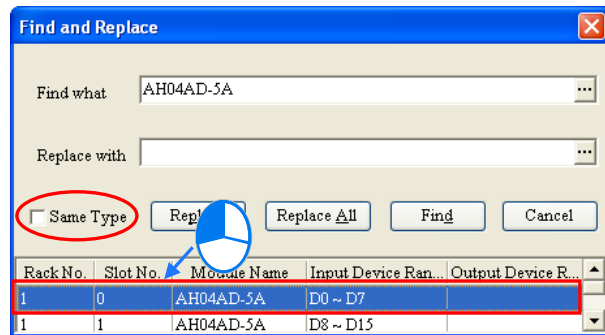 Find and Replace
Find what AH04AD-5A ...
Replace with ...
Same Type Replace All Find Cancel
Rack No. Slot No. Module Name Input Device Ran... Output Device R...
1 0 AH04AD-5A D0 ~ D7
1 1 AH04AD-5A D8 ~ D15